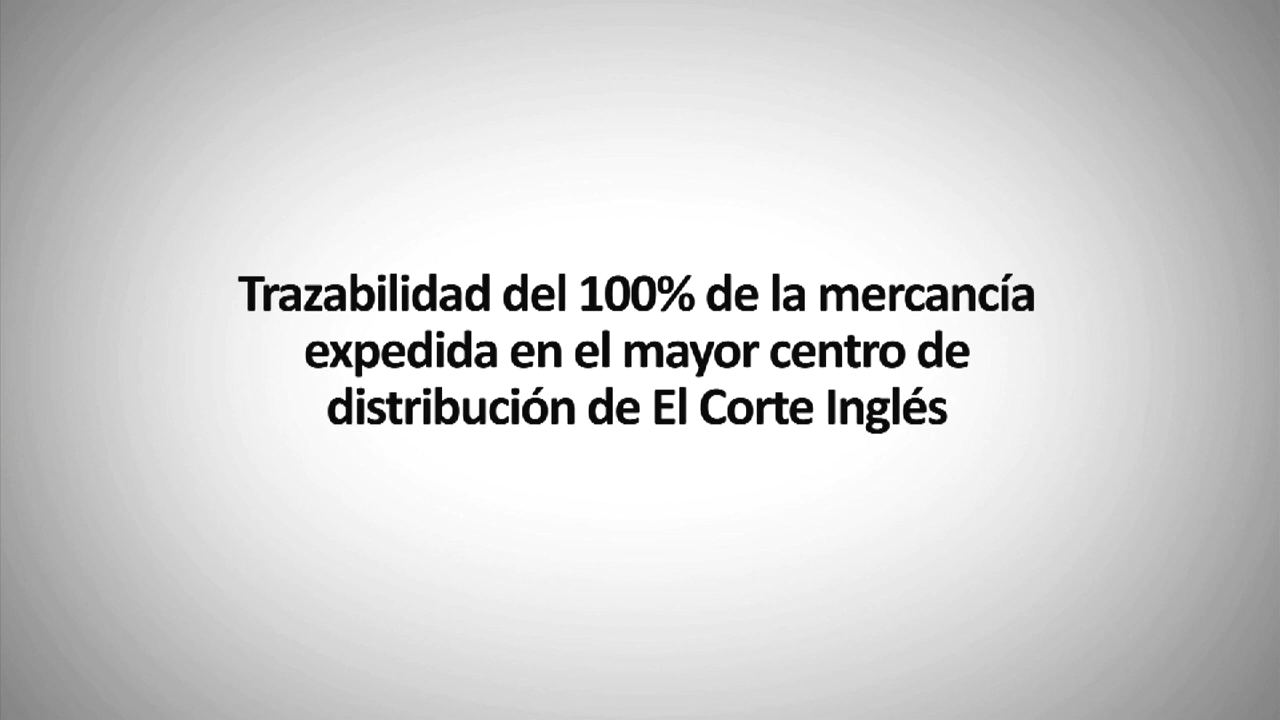 Trazabilidad del 100% de la mercancía
expedida en el mayor centro de
distribución de El Corte Inglés